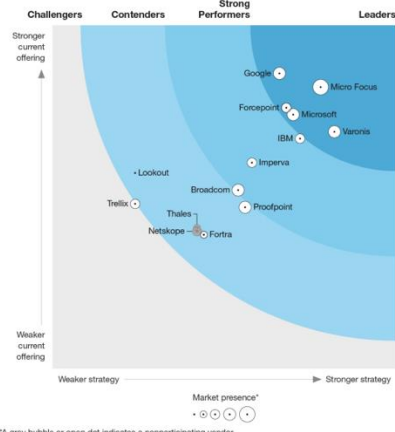 Challengers
Contenders
Strong
Performers
Leaders
Stronger
current
offering
Google
Micro Focus
Forcepoint
Microsoft
Varonis
IBM
Imperva
Lookout
Broadcom
Trellix
Proofpoint
Thales
Netskope
Fortra
Weaker
current
offering
Weaker strategy
Stronger strategy
Market presence*